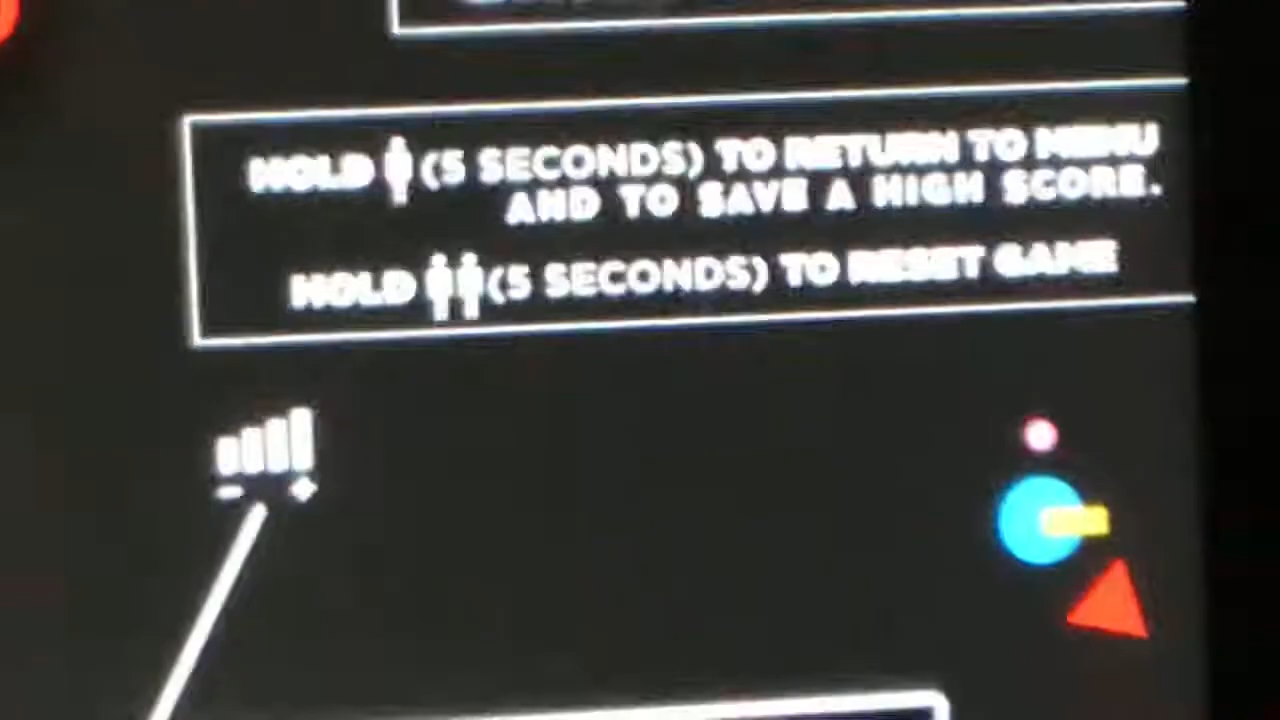 HOLD (5 SECONDS) TO RETURN TO MENU
AND TO SAVE A HIGH SCORE.
HOLD (5 SECONDS) TO RESET GAME
- +